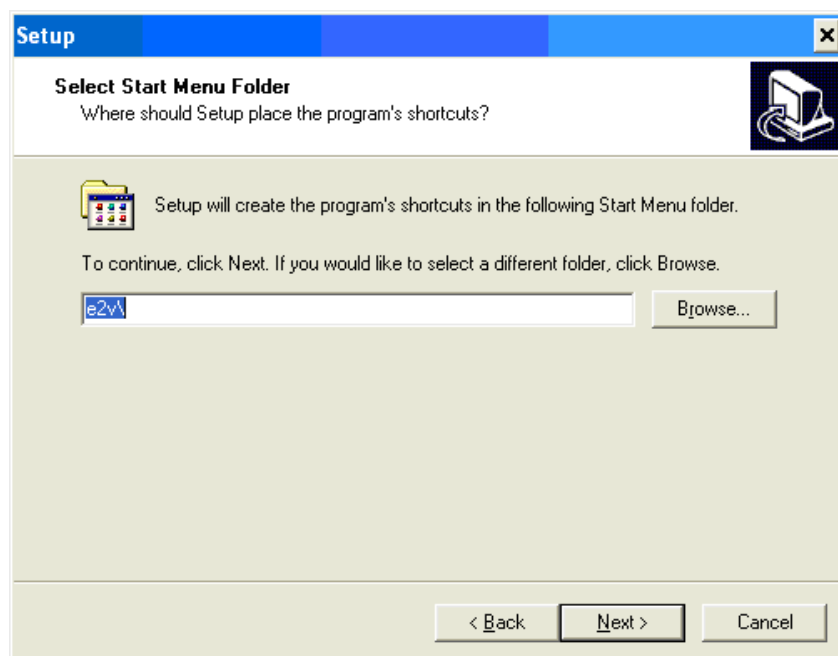 Setup
Select Start Menu Folder
Where should Setup place the program's shortcuts?
Setup will create the program's shortcuts in the following Start Menu folder.
To continue, click Next. If you would like to select a different folder, click Browse.
e2v\
Browse...
< Back
Next >
Cancel